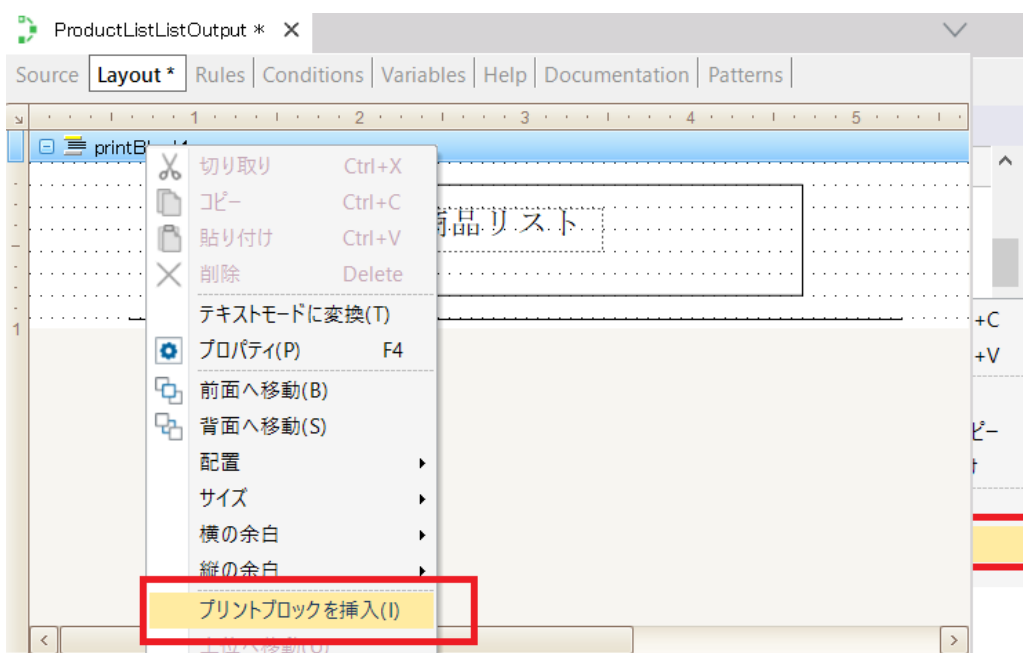 ProductListListOutput *
Source Layout * Rules Conditions Variables Help Documentation Patterns
1 2 3 4 5
切り取り Ctrl+X
コピー Ctrl+C
商品リスト
貼り付け Ctrl+V
削除 Delete
テキストモードに変換(T)
1
+C
プロパティ(P) F4
+V
前面へ移動(B)
背面へ移動(S)
ピー
配置
サイズ
横の余白
縦の余白
プリントブロックを挿入(I)